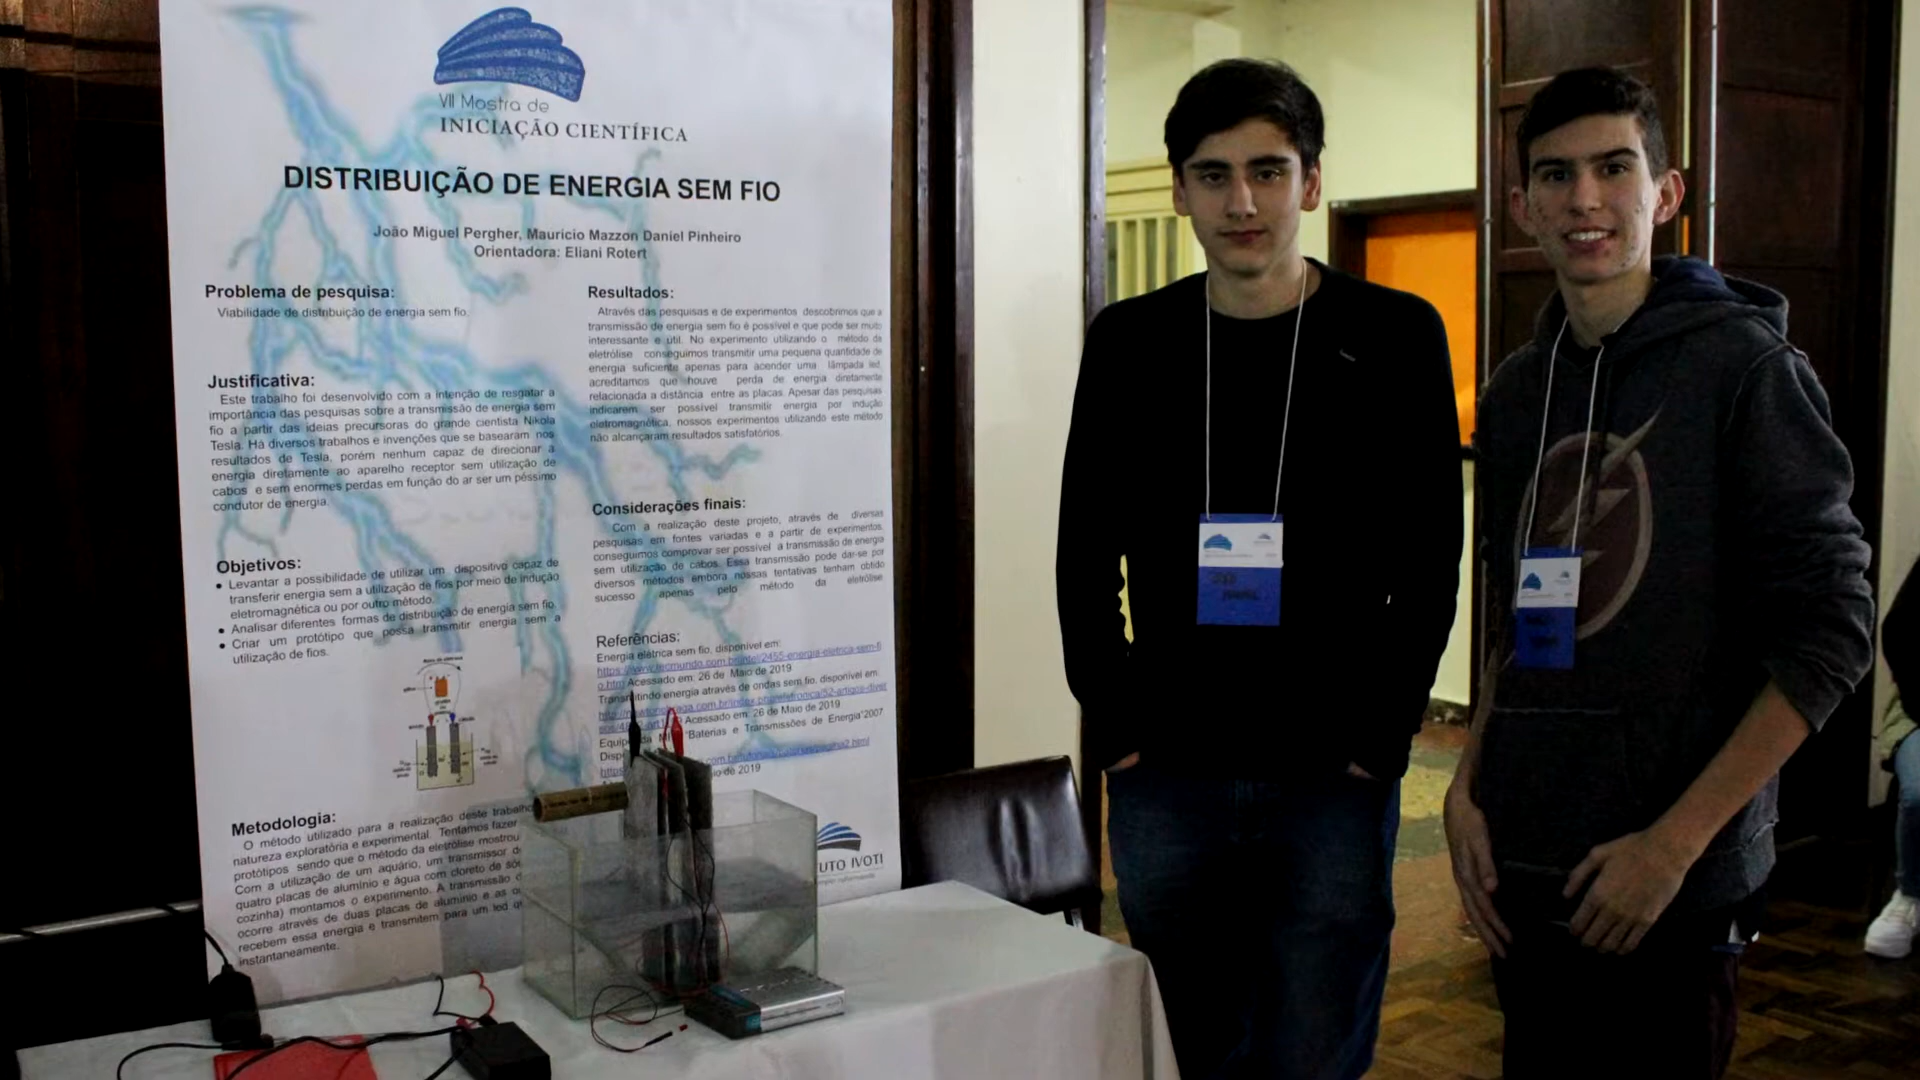 VII Mostra de
INICIAÇÃO CIENTÍFICA
DISTRIBUIÇÃO DE ENERGIA SEM FIO
João Miguel Pergher, Mauricio Mazzon Daniel Pinheiro
Orientadora: Eliani Rotert
Problema de pesquisa:
Viabilidade de distribuição de energia sem fio.
Justificativa:
Este trabalho foi desenvolvido com a intenção de resgatar a
importância das pesquisas sobre a transmissão de energia sem
fio a partir das ideias precursoras do grande cientista Nikola
Tesla. Há diversos trabalhos e invenções que se basearam nos
resultados de Tesla, porém nenhum capaz de direcionar a
energia diretamente ao aparelho receptor sem utilização de
cabos e sem enormes perdas em função do ar ser um péssimo
condutor de energia.
Objetivos:
Levantar a possibilidade de utilizar um dispositivo capaz de
transferir energia sem a utilização de fios por meio de indução
eletromagnética ou por outro método.
Analisar diferentes formas de distribuição de energia sem fio.
Criar um protótipo que possa transmitir energia sem a
utilização de fios.
Metodologia:
O método utilizado para a realização deste trabalho
natureza exploratória e experimental. Tentamos fazer
protótipos sendo que o método da eletrólise mostrou
Com a utilização de um aquário, um transmissor d
quatro placas de alumínio e água com cloreto de sód
cozinha) montamos o experimento. A transmissão d
ocorre através de duas placas de alumínio e as o
recebem essa energia e transmitem para um led q
instantaneamente.
Resultados:
Através das pesquisas e de experimentos descobrimos que a
transmissão de energia sem fio é possível e que pode ser muito
interessante e útil. No experimento utilizando o método da
eletrólise conseguimos transmitir uma pequena quantidade de
energia suficiente apenas para acender uma lâmpada led,
acreditamos que houve perda de energia diretamente
relacionada a distância entre as placas. Apesar das pesquisas
indicarem ser possível transmitir energia por indução
eletromagnética, nossos experimentos utilizando este método
não alcançaram resultados satisfatórios.
Considerações finais:
Com a realização deste projeto, através de diversas
pesquisas em fontes variadas e a partir de experimentos,
conseguimos comprovar ser possível a transmissão de energia
sem utilização de cabos. Essa transmissão pode dar-se por
diversos métodos embora nossas tentativas tenham obtido
sucesso apenas pelo método da eletrólise
Referências:
Energia elétrica sem fio, disponível em:
Acessado em: 26 de Maio de 2019
Transmitindo energia através de ondas sem fio, disponível em:
Acessado em: 26 de Maio de 2019
"Baterias e Transmissões de Energia"2007
io de 2019
UTO IVOTI